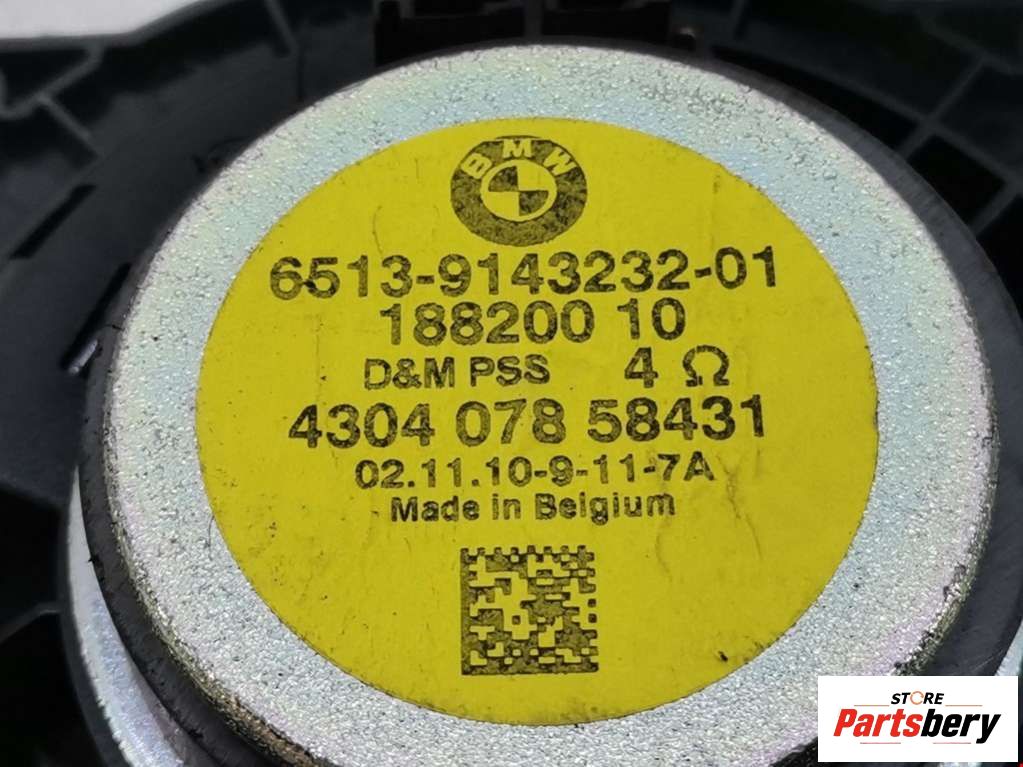 BMW
6513-9143232-01
188200 10
D&M PSS 4 Ω
4304 078 58431
02.11.10-9-11-7A
Made in Belgium
STORE
Partsbery